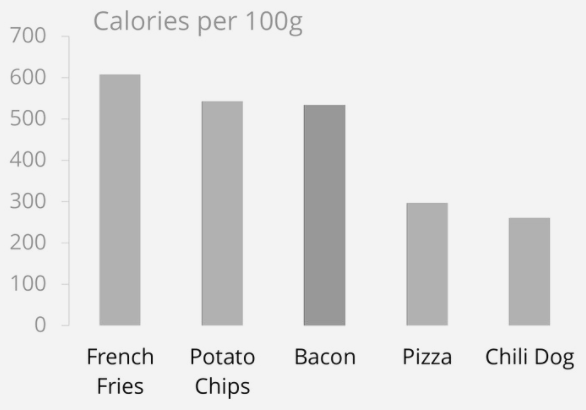 Calories per 100g
700
600
500
400
300
200
100
0
French Fries
Potato Chips
Bacon
Pizza
Chili Dog